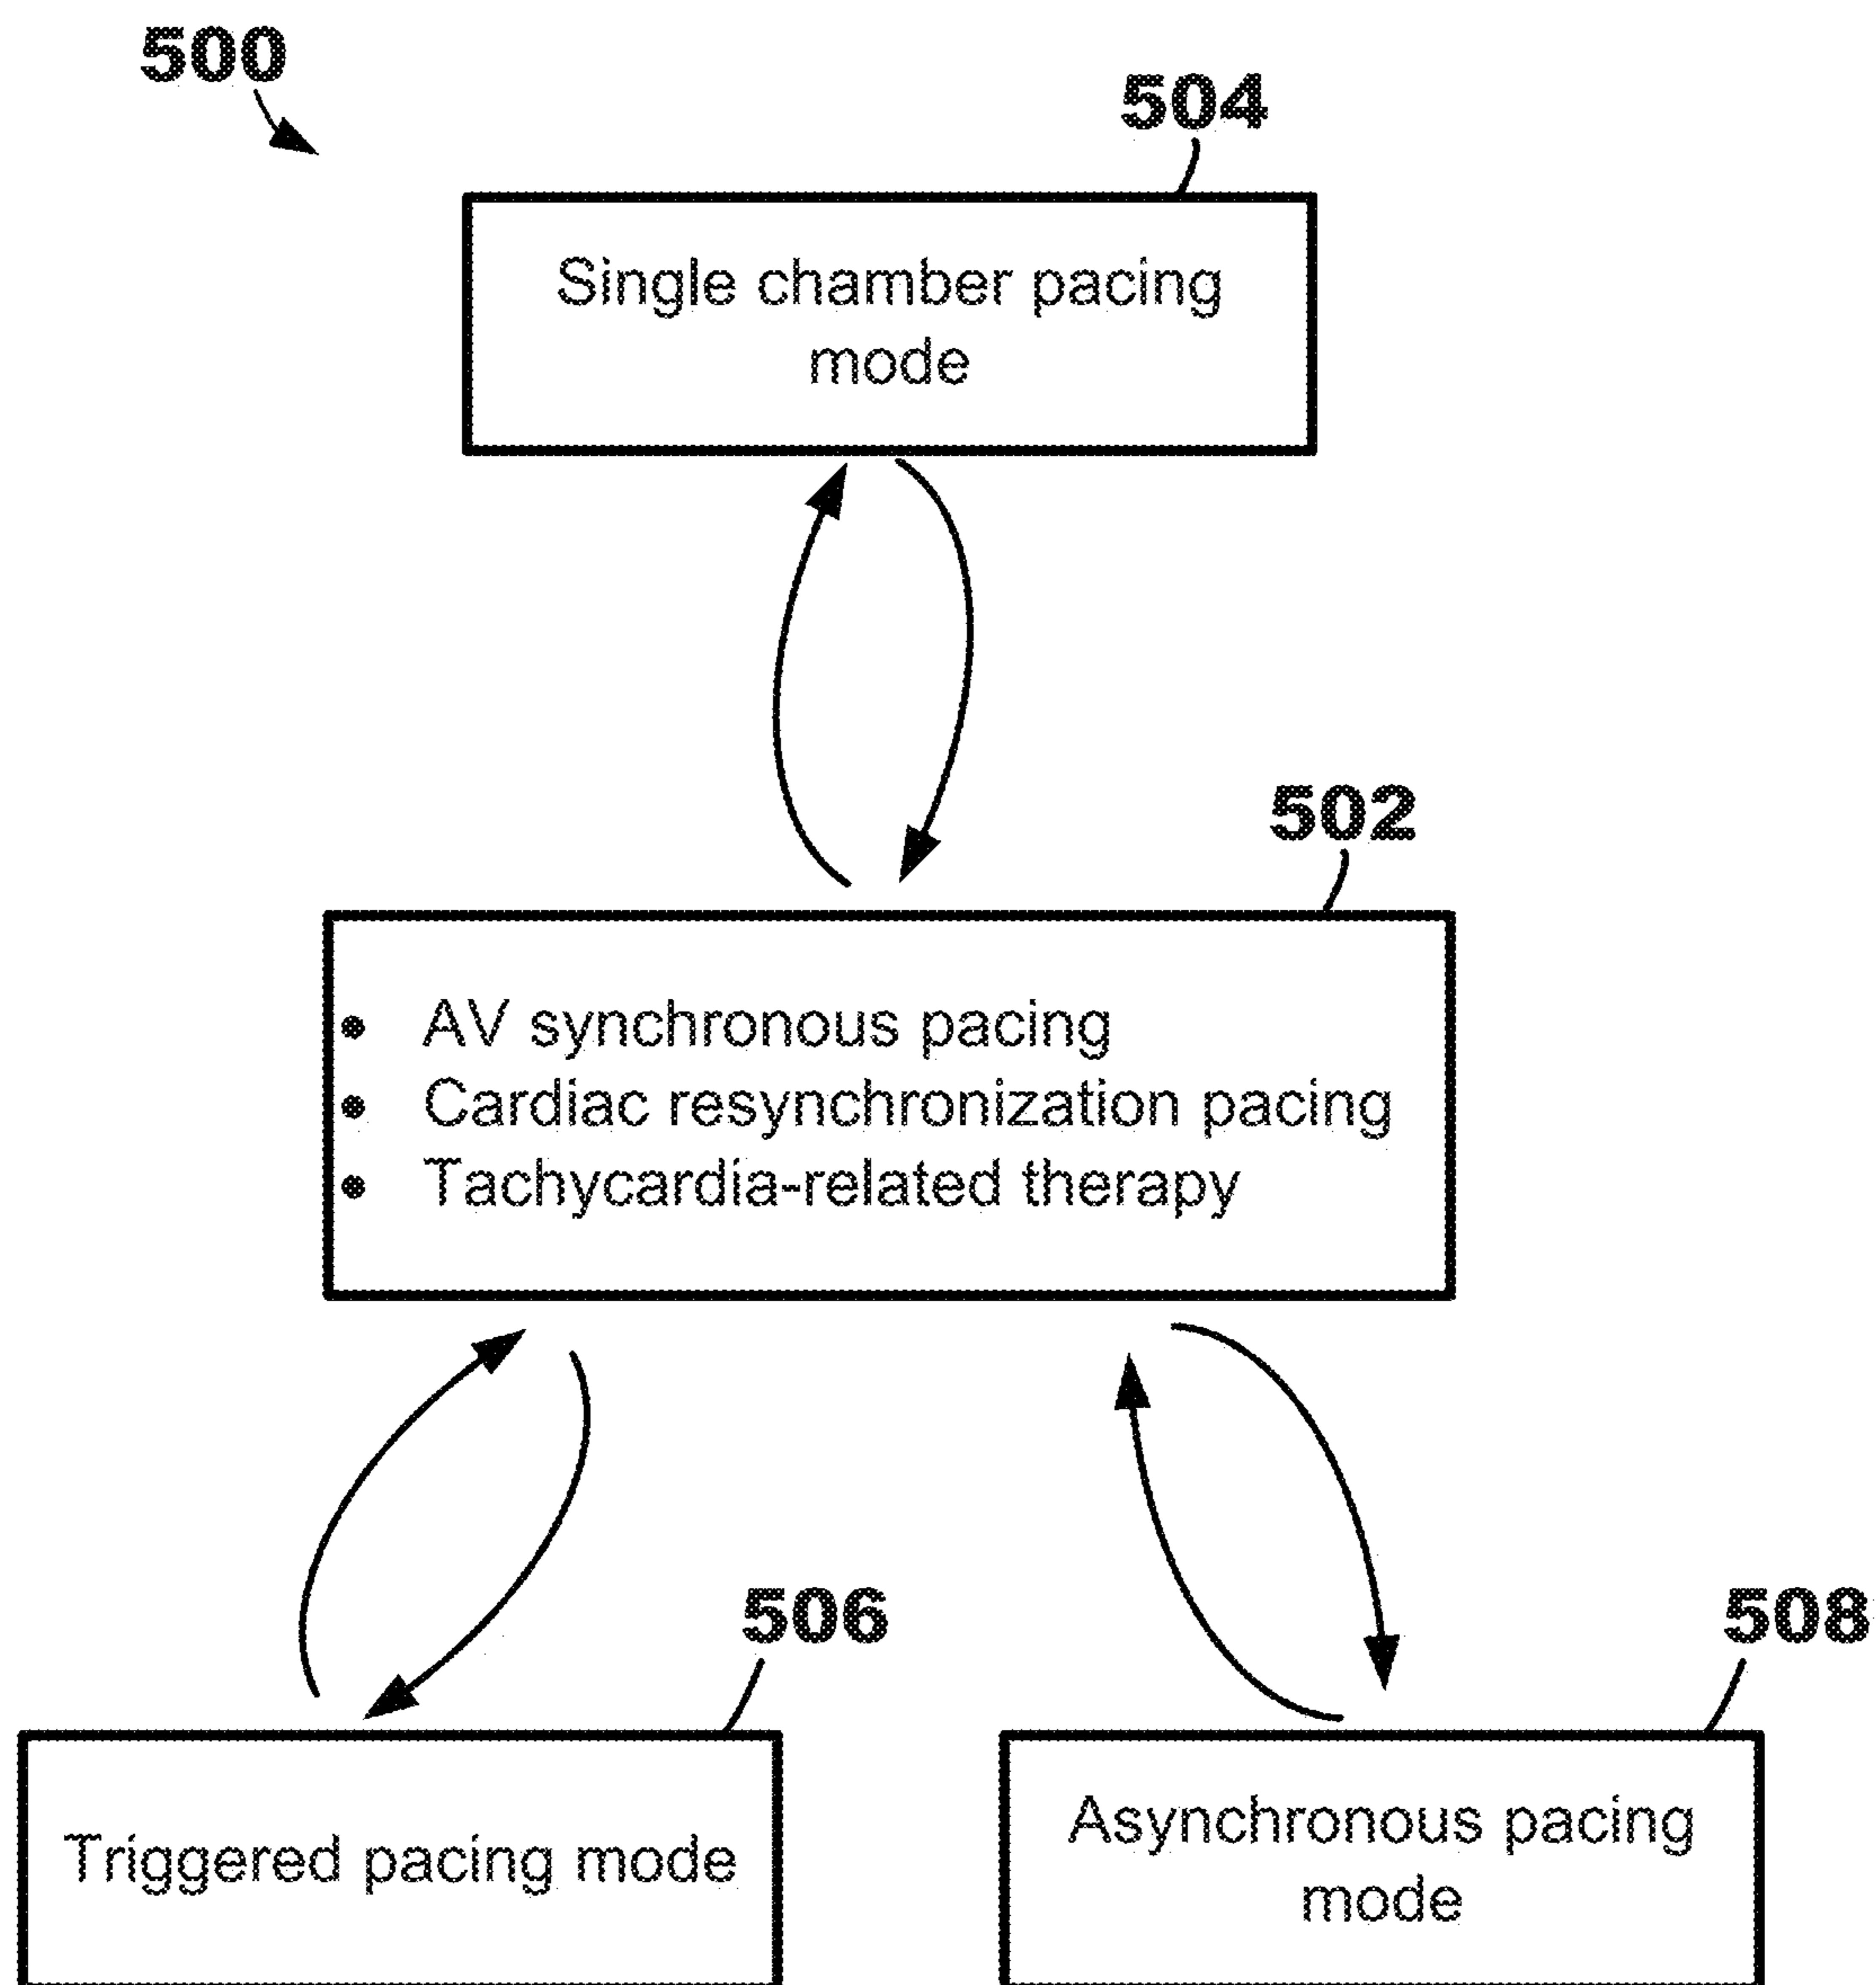 500
504
Single chamber pacing
mode
502
• AV synchronous pacing
• Cardiac resynchronization pacing
• Tachycardia-related therapy
506
508
Triggered pacing mode
Asynchronous pacing
mode